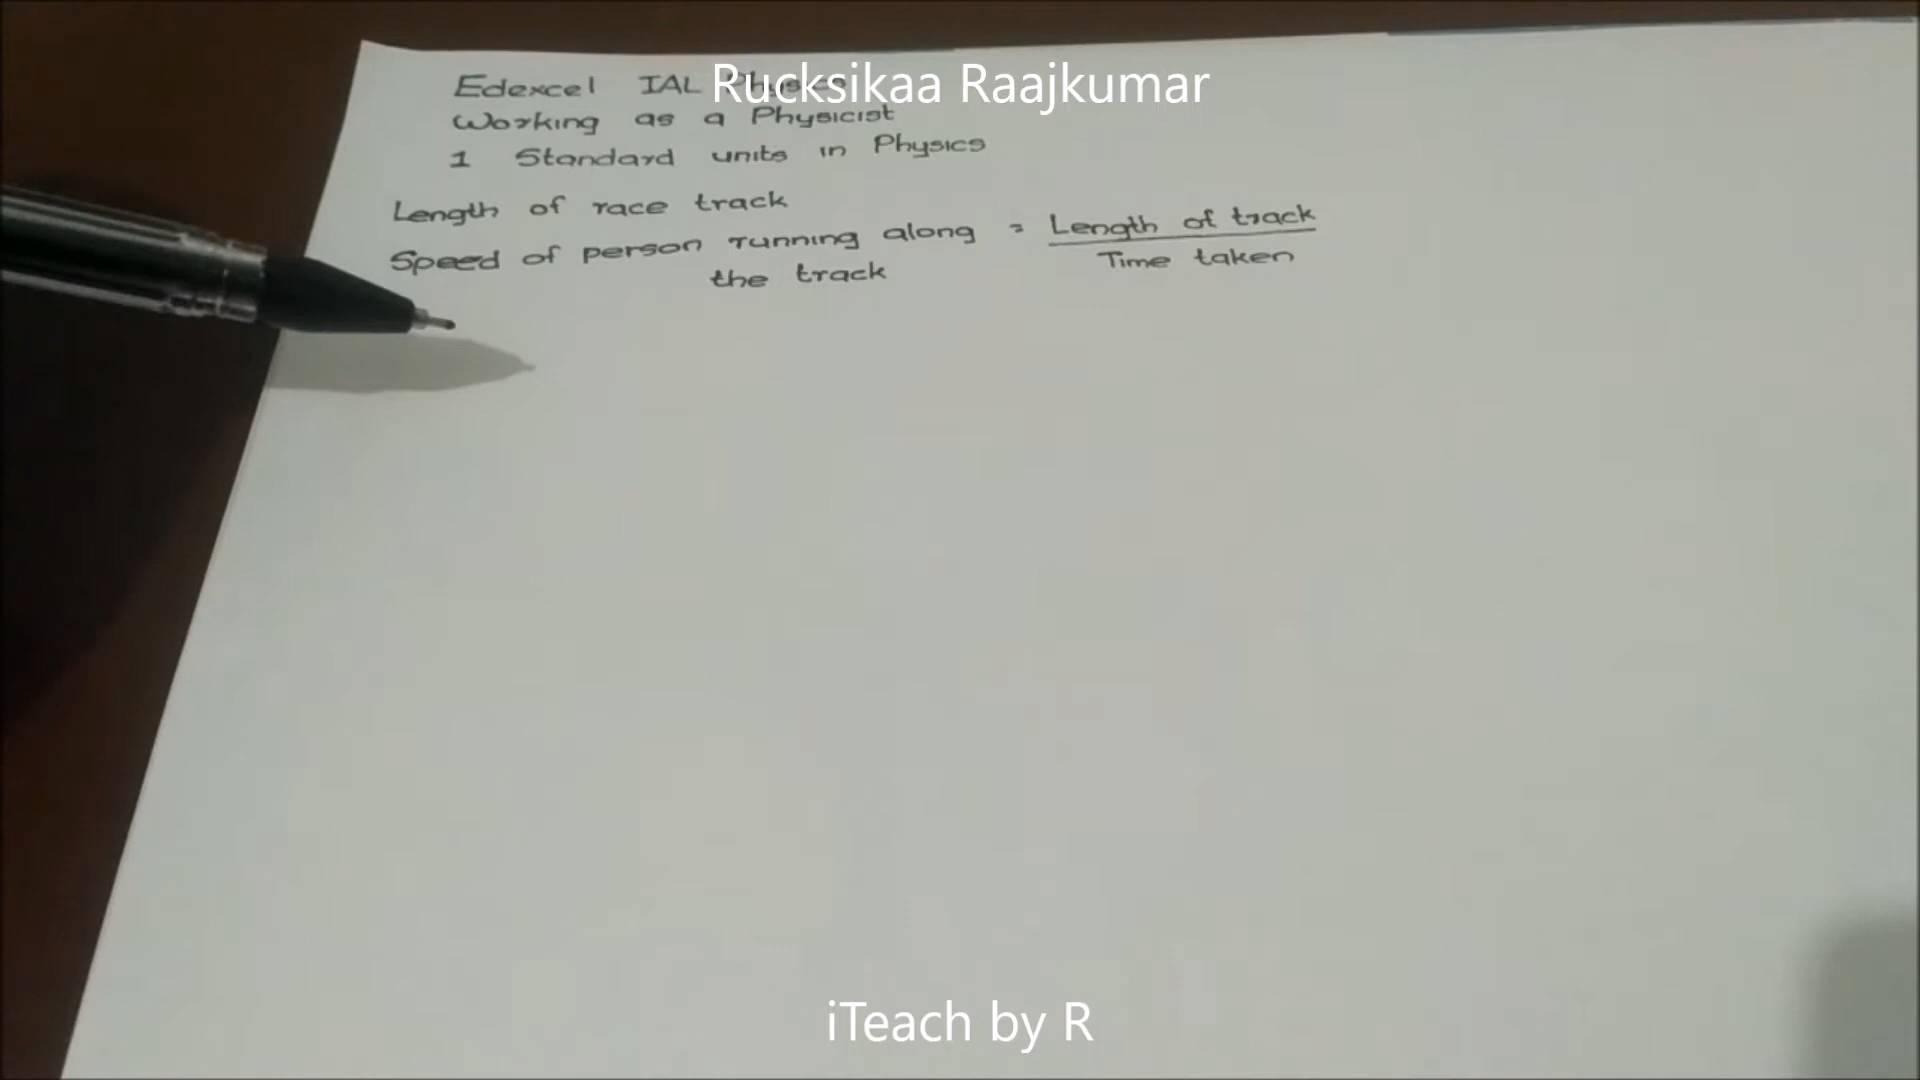 Rucksikaa Raajkumar
Edexcel IAL Physics
Working as a Physicist
1 Standard units in Physics
Length of race track
Speed of person running along = Length of track
the track Time taken
iTeach by R